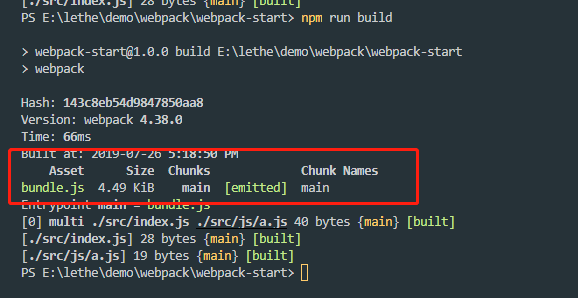 [./src/index.js] 28 bytes {main} [built]
PS E:\lethe\demo\webpack\webpack-start> npm run build
> webpack-start@1.0.0 build E:\lethe\demo\webpack\webpack-start
> webpack
Hash: 143c8eb54d9847850aa8
Version: webpack 4.38.0
Time: 66ms
Built at: 2019-07-26 5:18:50 PM
Asset Size Chunks Chunk Names
bundle.js 4.49 KiB main [emitted] main
Entrypoint main = bundle.js
[0] multi ./src/index.js ./src/js/a.js 40 bytes {main} [built]
[./src/index.js] 28 bytes {main} [built]
[./src/js/a.js] 19 bytes {main} [built]
PS E:\lethe\demo\webpack\webpack-start>